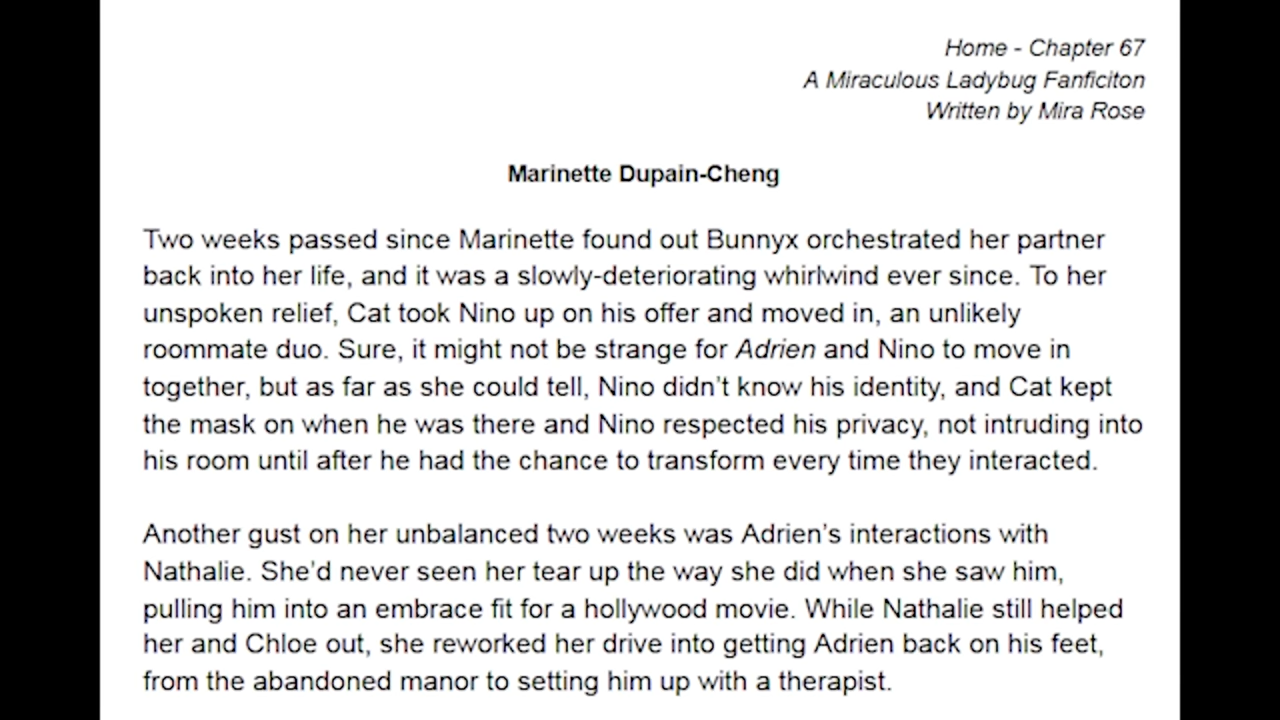 Home - Chapter 67
A Miraculous Ladybug Fanficiton
Written by Mira Rose
Marinette Dupain-Cheng
Two weeks passed since Marinette found out Bunnyx orchestrated her partner
back into her life, and it was a slowly-deteriorating whirlwind ever since. To her
unspoken relief, Cat took Nino up on his offer and moved in, an unlikely
roommate duo. Sure, it might not be strange for Adrien and Nino to move in
together, but as far as she could tell, Nino didn't know his identity, and Cat kept
the mask on when he was there and Nino respected his privacy, not intruding into
his room until after he had the chance to transform every time they interacted.
Another gust on her unbalanced two weeks was Adrien's interactions with
Nathalie. She'd never seen her tear up the way she did when she saw him,
pulling him into an embrace fit for a hollywood movie. While Nathalie still helped
her and Chloe out, she reworked her drive into getting Adrien back on his feet,
from the abandoned manor to setting him up with a therapist.